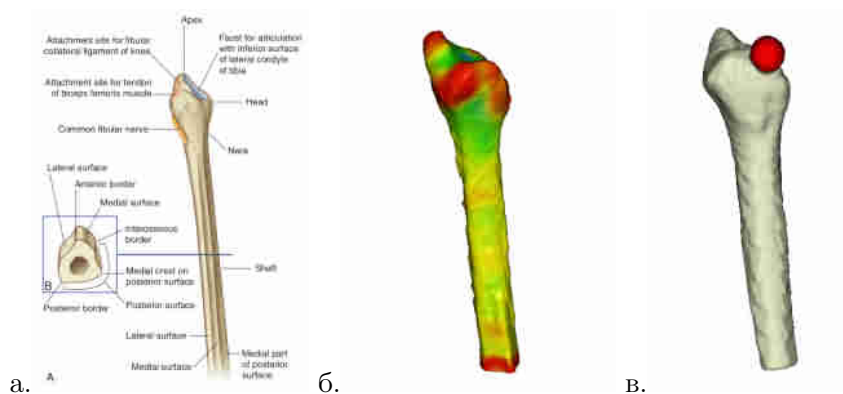 Apex
Attachment site for fibular
collateral ligament of knee
Facet for articulation
with inferior surface
of lateral condyle
of tibia
Attachment site for tendon
of biceps femoris muscle
Head
Common fibular nerve
Neck
Lateral surface
Anterior border
Medial surface
Interosseous
border
Shaft
Medial crest on
posterior surface
B
Posterior border
Posterior surface
Lateral surface
Medial surface
Medial part
of posterior
surface
A
а.
б.
в.